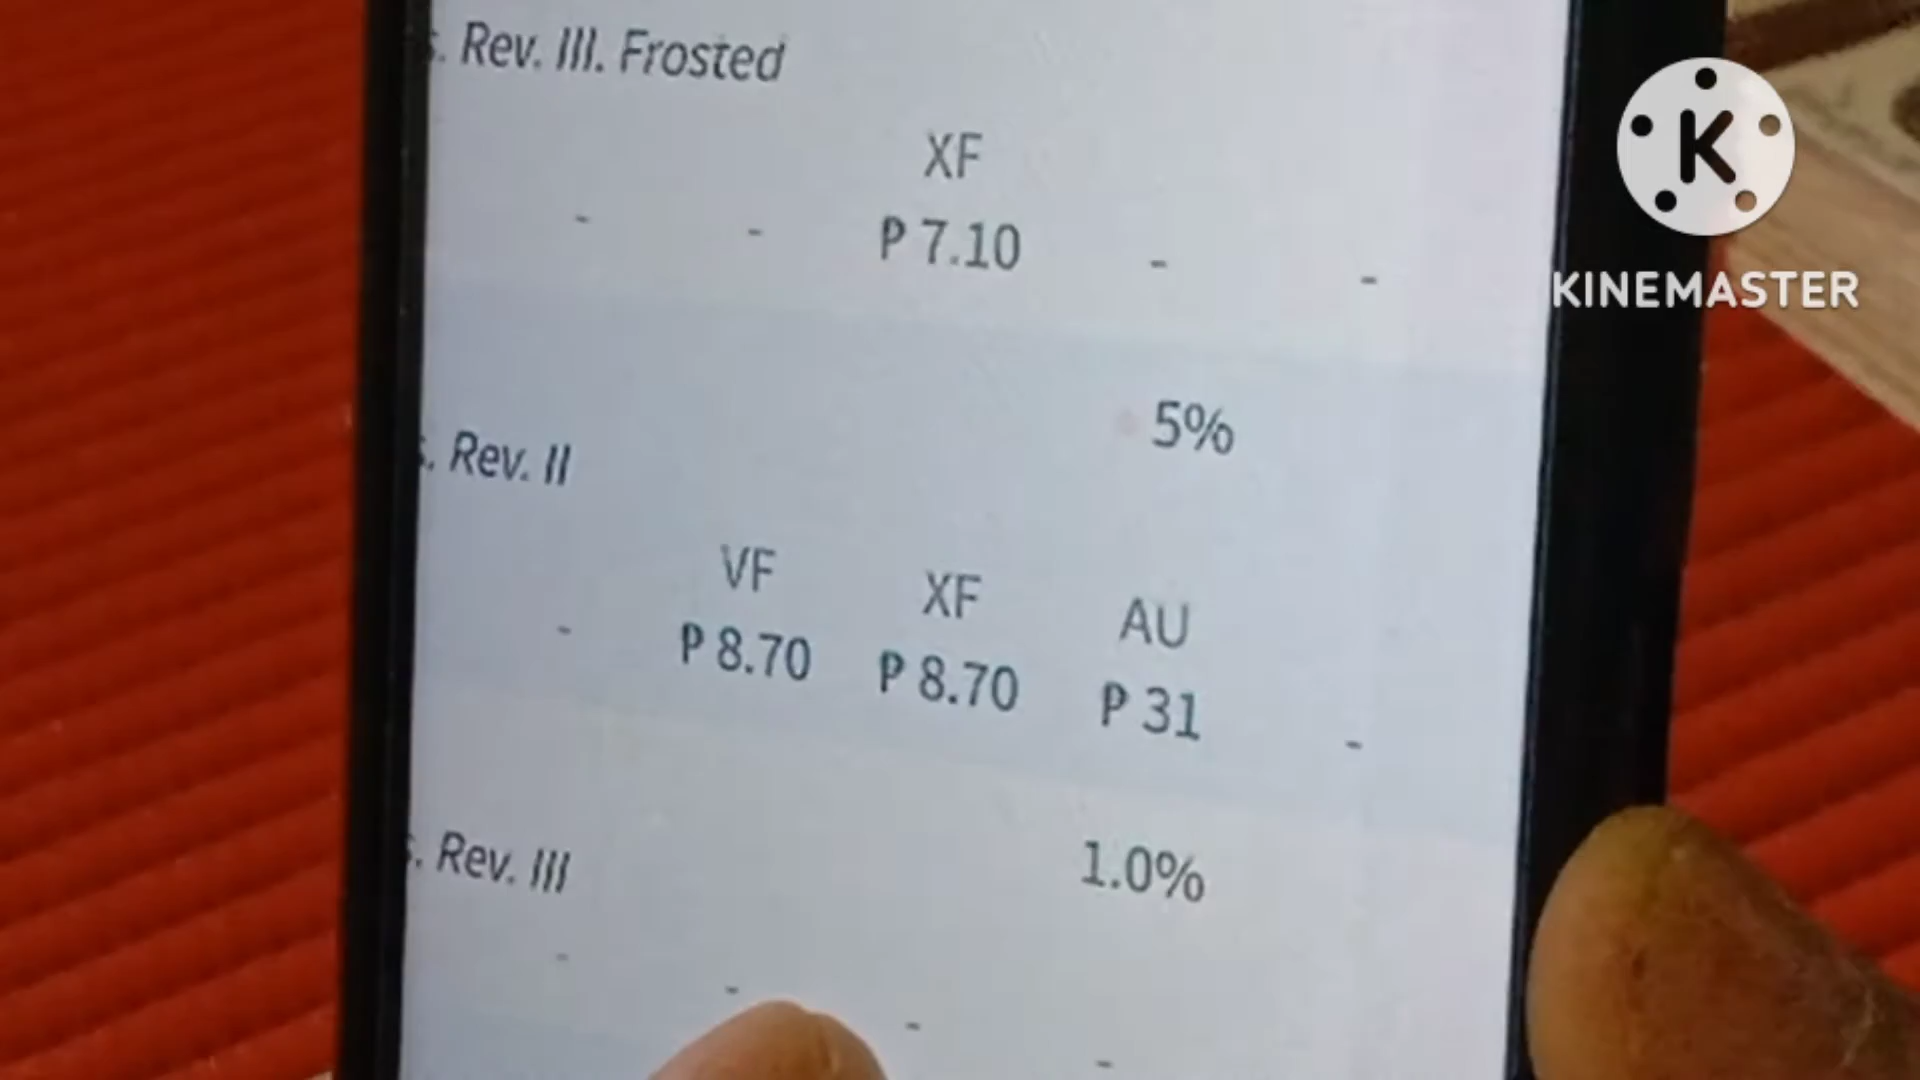 . Rev. III. Frosted
XF
- - ₱ 7.10 - -
5%
. Rev. II
VF XF AU
- ₱ 8.70 ₱ 8.70 ₱ 31 -
. Rev. III
1.0%
- - - -
K
KINEMASTER